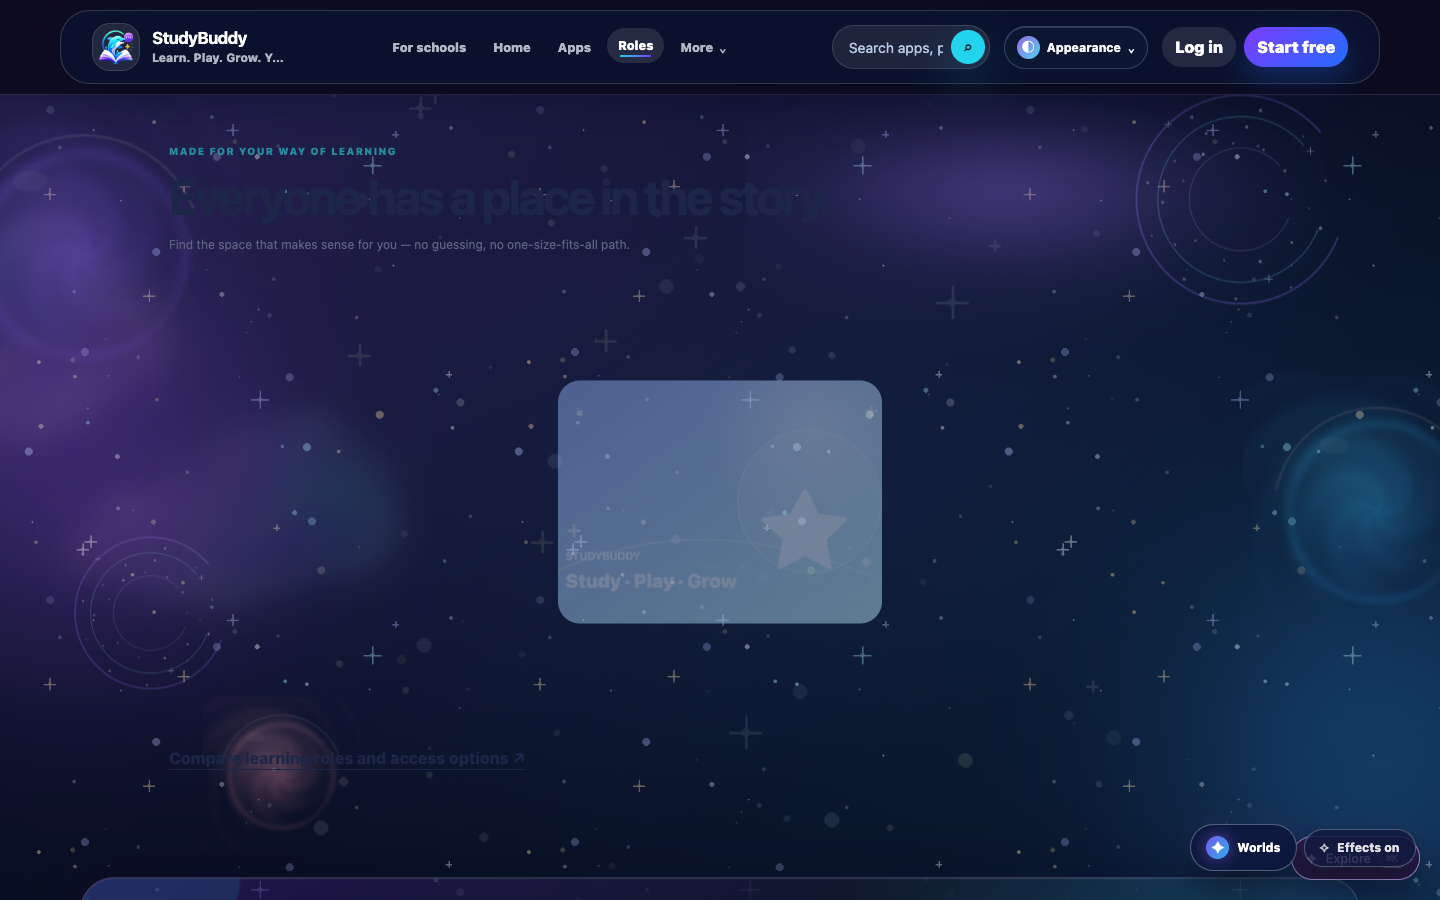 StudyBuddy
Learn. Play. Grow. Y...
For schools
Home
Apps
Roles
More
Search apps, p
Appearance
Log in
Start free
MADE FOR YOUR WAY OF LEARNING
Everyone has a place in the story.
Find the space that makes sense for you — no guessing, no one-size-fits-all path.
STUDYBUDDY
Study · Play · Grow
Compare learning roles and access options ↗
Worlds
Effects on
Explore